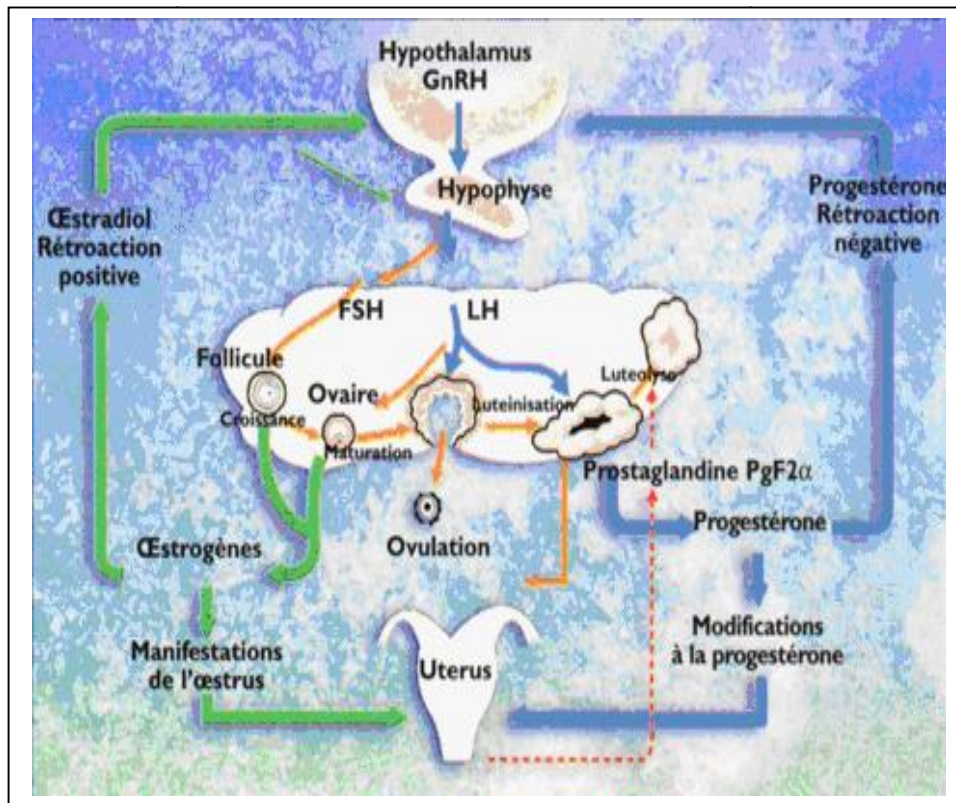 Hypothalamus
GnRH
Hypophyse
Œstradiol
Rétroaction
positive
Progestérone
Rétroaction
négative
FSH
LH
Follicule
Ovaire
Croissance
Maturation
Luteinisation
Luteolyse
Prostaglandine PgF2α
Progestérone
Œstrogènes
Ovulation
Manifestations
de l'œstrus
Uterus
Modifications
à la progestérone